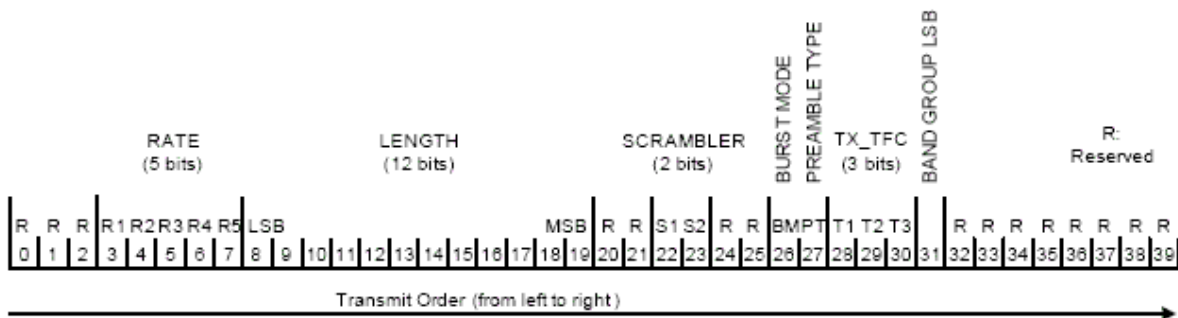 BURST MODE
PREAMBLE TYPE
BAND GROUP LSB
RATE
(5 bits)
LENGTH
(12 bits)
SCRAMBLER
(2 bits)
TX_TFC
(3 bits)
R:
Reserved
R R R R1 R2 R3 R4 R5 LSB MSB R R S1 S2 R R BM PT T1 T2 T3 R R R R R R R R
0 1 2 3 4 5 6 7 8 9 10 11 12 13 14 15 16 17 18 19 20 21 22 23 24 25 26 27 28 29 30 31 32 33 34 35 36 37 38 39
Transmit Order (from left to right)